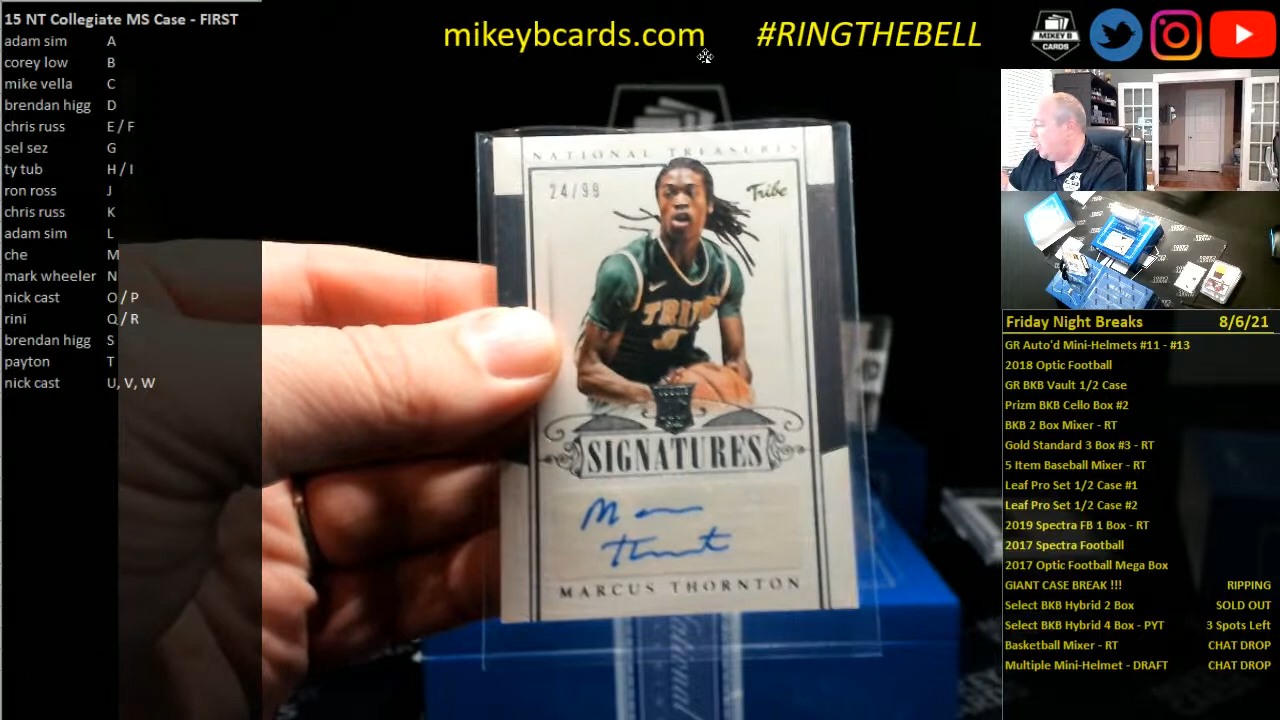 15 NT Collegiate MS Case - FIRST
adam sim A
corey low B
mike vella C
brendan higg D
chris russ E / F
sel sez G
ty tub H / I
ron ross J
chris russ K
adam sim L
che M
mark wheeler N
nick cast O / P
rini Q / R
brendan higg S
payton T
nick cast U, V, W
mikeybcards.com #RINGTHEBELL
MIKEY B
CARDS
NATIONAL TREASURES
24/99
Tribe
TRIBE
RC
SIGNATURES
Marcus Thornton
MARCUS THORNTON
National
Friday Night Breaks 8/6/21
GR Auto'd Mini-Helmets #11 - #13
2018 Optic Football
GR BKB Vault 1/2 Case
Prizm BKB Cello Box #2
BKB 2 Box Mixer - RT
Gold Standard 3 Box #3 - RT
5 Item Baseball Mixer - RT
Leaf Pro Set 1/2 Case #1
Leaf Pro Set 1/2 Case #2
2019 Spectra FB 1 Box - RT
2017 Spectra Football
2017 Optic Football Mega Box
GIANT CASE BREAK !!! RIPPING
Select BKB Hybrid 2 Box SOLD OUT
Select BKB Hybrid 4 Box - PYT 3 Spots Left
Basketball Mixer - RT CHAT DROP
Multiple Mini-Helmet - DRAFT CHAT DROP